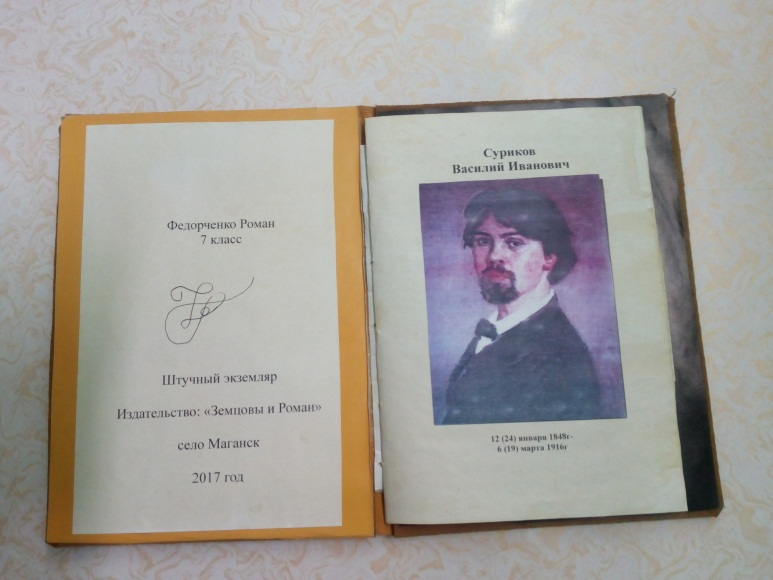 Федорченко Роман
7 класс
Штучный экземляр
Издательство: «Земцовы и Роман»
село Маганск
2017 год
Суриков
Василий Иванович
12 (24) января 1848г-
6 (19) марта 1916г